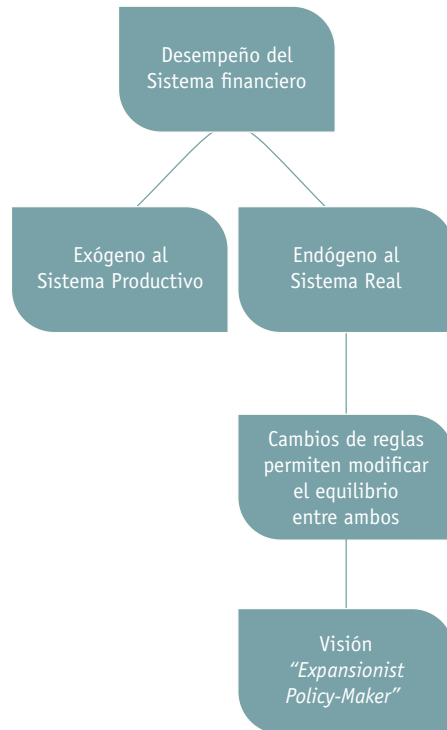 Desempeño del
Sistema financiero
Exógeno al
Sistema Productivo
Endógeno al
Sistema Real
Cambios de reglas
permiten modificar
el equilibrio
entre ambos
Visión
“Expansionist
Policy-Maker”